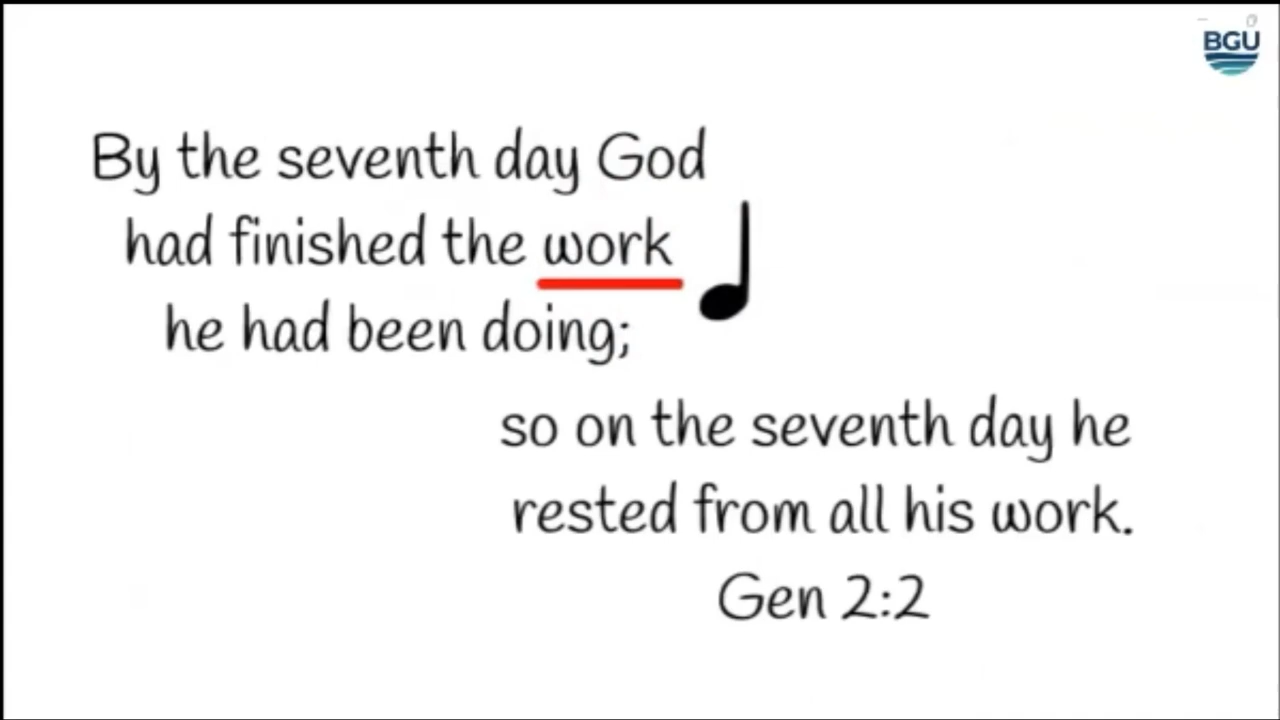 BGU
By the seventh day God
had finished the work
he had been doing;
so on the seventh day he
rested from all his work.
Gen 2:2